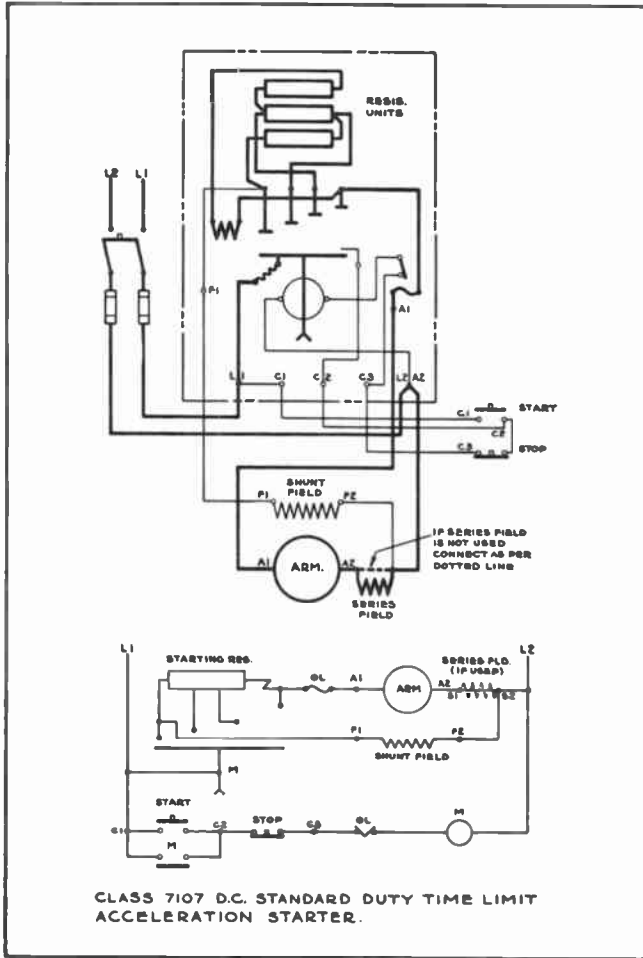 RESIS.
UNITS
L2 L1
F1
A1
L1 C1 C2 C3 L2 A2
C1 START
C2
C3 STOP
SHUNT
FIELD
F1 F2
IF SERIES FIELD
IS NOT USED
CONNECT AS PER
DOTTED LINE
A1 ARM. A2
SERIES
FIELD
L1 L2
STARTING RES. OL A1 ARM A2 SERIES FLD.
(IF USED)
S1 S2
F1 F2
SHUNT FIELD
M
START
C1 C2 STOP C3 OL M
M
CLASS 7107 D.C. STANDARD DUTY TIME LIMIT
ACCELERATION STARTER.